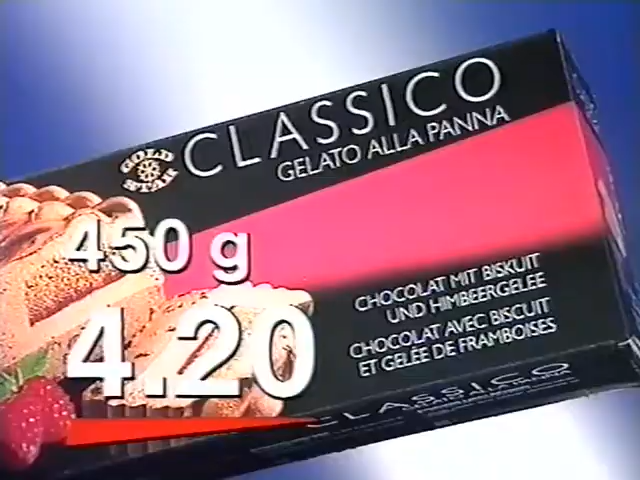 GOLD
STAR
CLASSICO
GELATO ALLA PANNA
450 g
4.20
CHOCOLAT MIT BISKUIT
UND HIMBEERGELEE
CHOCOLAT AVEC BISCUIT
ET GELÉE DE FRAMBOISES
CLASSICO